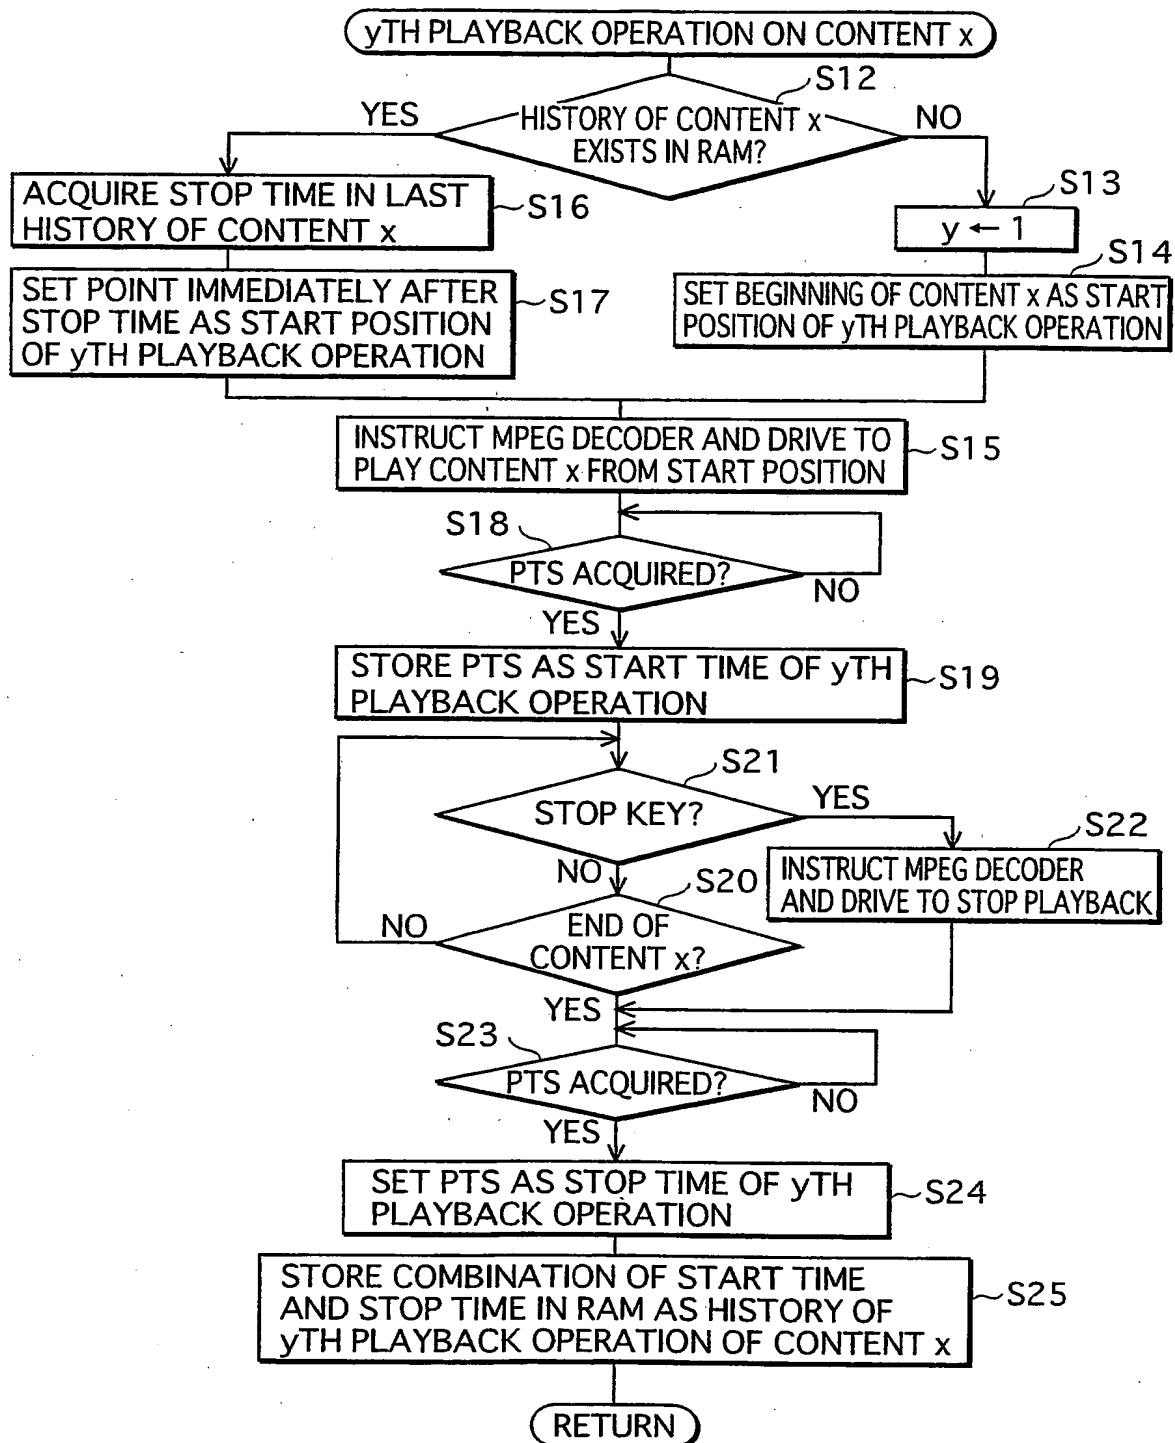 yTH PLAYBACK OPERATION ON CONTENT x
S12
HISTORY OF CONTENT x
EXISTS IN RAM?
YES
NO
ACQUIRE STOP TIME IN LAST
HISTORY OF CONTENT x
S16
S13
y ← 1
S14
SET POINT IMMEDIATELY AFTER
STOP TIME AS START POSITION
OF yTH PLAYBACK OPERATION
S17
SET BEGINNING OF CONTENT x AS START
POSITION OF yTH PLAYBACK OPERATION
INSTRUCT MPEG DECODER AND DRIVE TO
PLAY CONTENT x FROM START POSITION
S15
S18
PTS ACQUIRED?
NO
YES
STORE PTS AS START TIME OF yTH
PLAYBACK OPERATION
S19
S21
STOP KEY?
YES
S22
INSTRUCT MPEG DECODER
AND DRIVE TO STOP PLAYBACK
NO
S20
END OF
CONTENT x?
NO
YES
S23
PTS ACQUIRED?
NO
YES
SET PTS AS STOP TIME OF yTH
PLAYBACK OPERATION
S24
STORE COMBINATION OF START TIME
AND STOP TIME IN RAM AS HISTORY OF
yTH PLAYBACK OPERATION OF CONTENT x
S25
RETURN